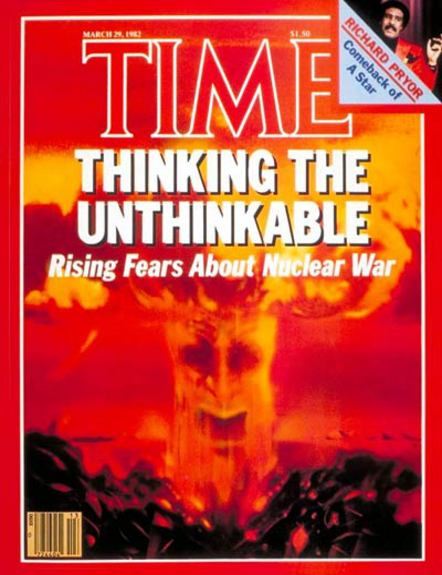 MARCH 29, 1982 $1.50
TIME
RICHARD PRYOR
Comeback of
A Star
THINKING THE
UNTHINKABLE
Rising Fears About Nuclear War
13